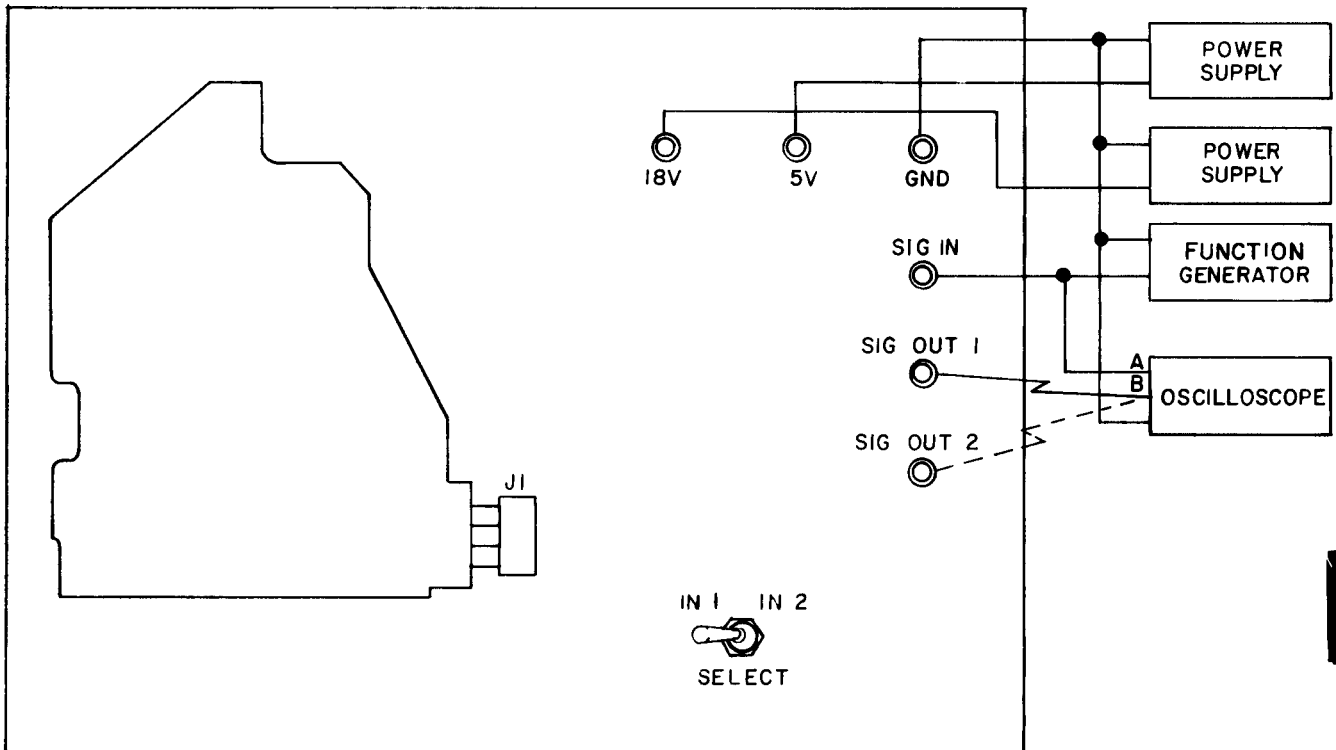 POWER
SUPPLY
POWER
SUPPLY
18V
5V
GND
SIG IN
FUNCTION
GENERATOR
SIG OUT 1
A
B
OSCILLOSCOPE
SIG OUT 2
J1
IN 1
IN 2
SELECT